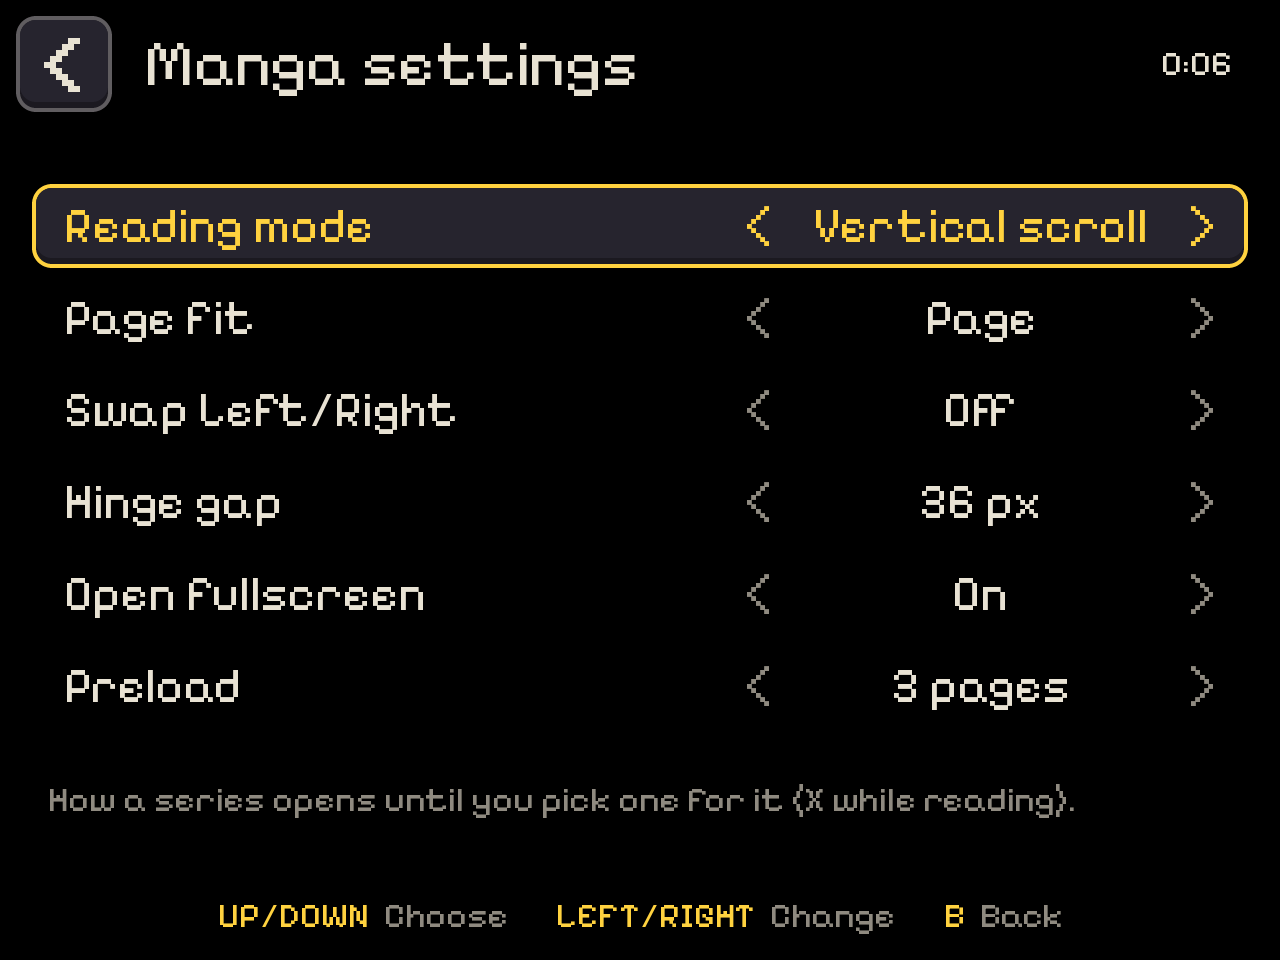 Manga settings
0:06
Reading mode < Vertical scroll >
Page fit < Page >
Swap Left/Right < Off >
Hinge gap < 36 px >
Open fullscreen < On >
Preload < 3 pages >
How a series opens until you pick one for it (X while reading).
UP/DOWN Choose LEFT/RIGHT Change B Back